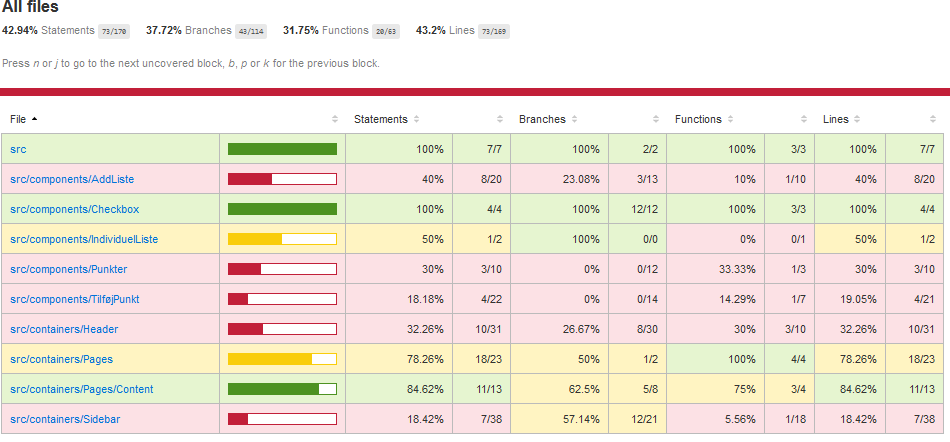 All files
42.94% Statements 73/170 37.72% Branches 43/114 31.75% Functions 20/63 43.2% Lines 73/169
Press n or j to go to the next uncovered block, b, p or k for the previous block.
File Statements Branches Functions Lines
src 100% 7/7 100% 2/2 100% 3/3 100% 7/7
src/components/AddListe 40% 8/20 23.08% 3/13 10% 1/10 40% 8/20
src/components/Checkbox 100% 4/4 100% 12/12 100% 3/3 100% 4/4
src/components/IndividuelListe 50% 1/2 100% 0/0 0% 0/1 50% 1/2
src/components/Punkter 30% 3/10 0% 0/12 33.33% 1/3 30% 3/10
src/components/TilføjPunkt 18.18% 4/22 0% 0/14 14.29% 1/7 19.05% 4/21
src/containers/Header 32.26% 10/31 26.67% 8/30 30% 3/10 32.26% 10/31
src/containers/Pages 78.26% 18/23 50% 1/2 100% 4/4 78.26% 18/23
src/containers/Pages/Content 84.62% 11/13 62.5% 5/8 75% 3/4 84.62% 11/13
src/containers/Sidebar 18.42% 7/38 57.14% 12/21 5.56% 1/18 18.42% 7/38